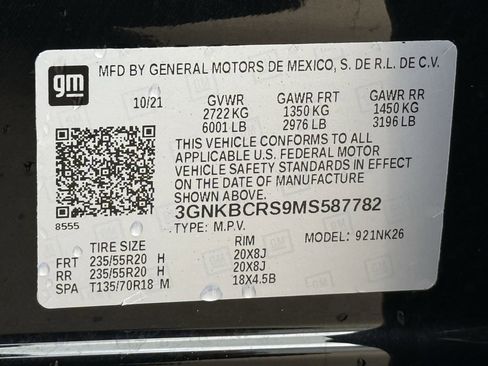 gm
MFD BY GENERAL MOTORS DE MEXICO, S. DE R.L. DE C.V.
10/21 GVWR GAWR FRT GAWR RR
2722 KG 1350 KG 1450 KG
6001 LB 2976 LB 3196 LB
THIS VEHICLE CONFORMS TO ALL
APPLICABLE U.S. FEDERAL MOTOR
VEHICLE SAFETY STANDARDS IN EFFECT
ON THE DATE OF MANUFACTURE SHOWN ABOVE.
3GNKBCRS9MS587782
8555 TYPE: M.P.V. MODEL: 921NK26
TIRE SIZE RIM
FRT 235/55R20 H 20X8J
RR 235/55R20 H 20X8J
SPA T135/70R18 M 18X4.5B